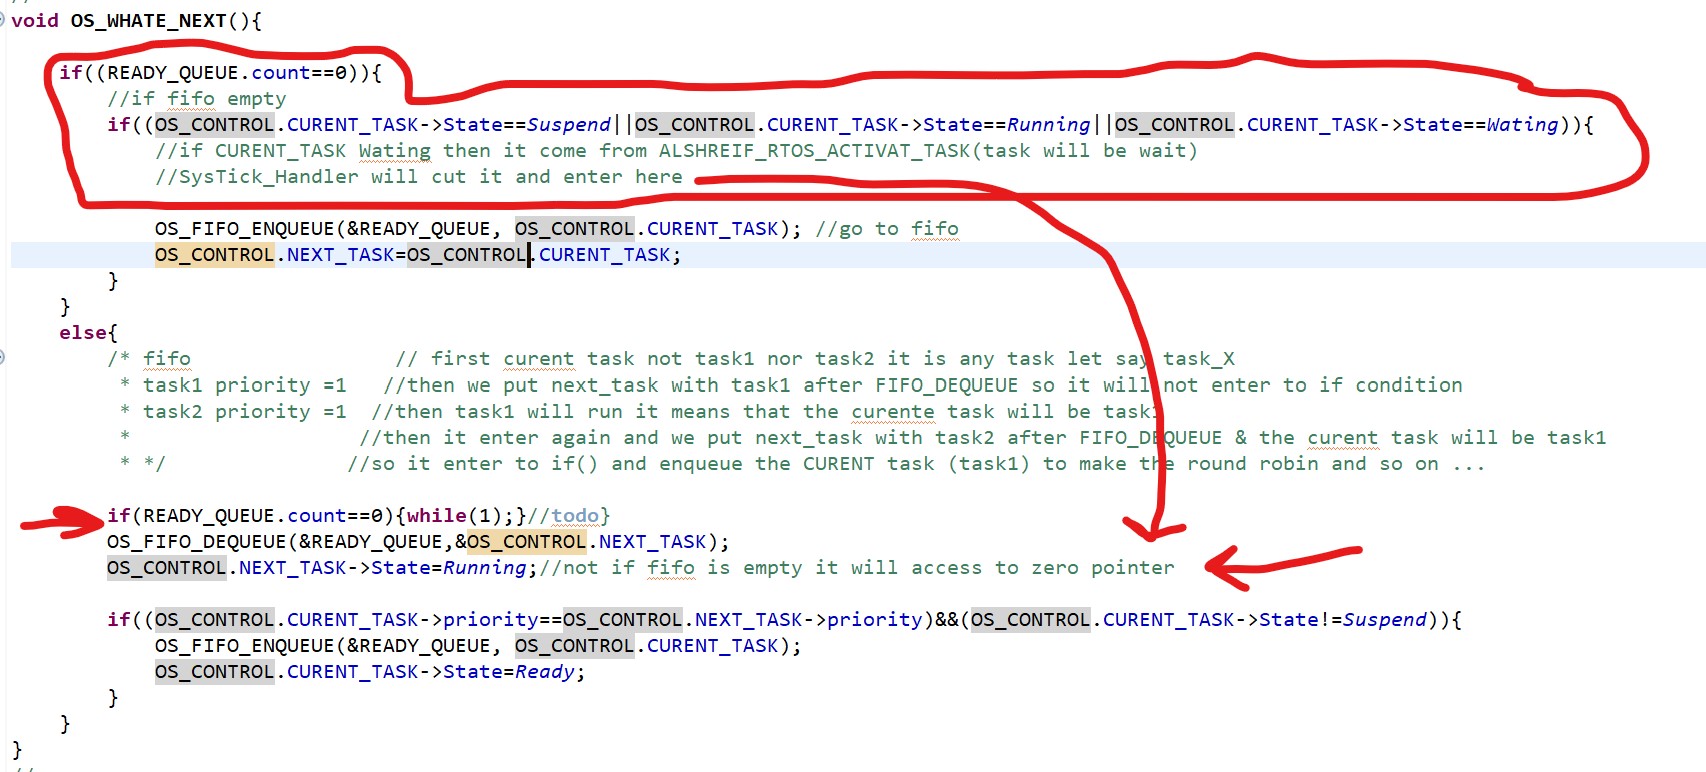 void OS_WHATE_NEXT(){
if((READY_QUEUE.count==0)){
//if fifo empty
if((OS_CONTROL.CURENT_TASK->State==Suspend||OS_CONTROL.CURENT_TASK->State==Running||OS_CONTROL.CURENT_TASK->State==Wating)){
//if CURENT_TASK Wating then it come from ALSHREIF_RTOS_ACTIVAT_TASK(task will be wait)
//SysTick_Handler will cut it and enter here
OS_FIFO_ENQUEUE(&READY_QUEUE, OS_CONTROL.CURENT_TASK); //go to fifo
OS_CONTROL.NEXT_TASK=OS_CONTROL.CURENT_TASK;
}
}
else{
/* fifo // first curent task not task1 nor task2 it is any task let say task_X
* task1 priority =1 //then we put next_task with task1 after FIFO_DEQUEUE so it will not enter to if condition
* task2 priority =1 //then task1 will run it means that the curente task will be task1
* //then it enter again and we put next_task with task2 after FIFO_DEQUEUE & the curent task will be task1
* */ //so it enter to if() and enqueue the CURENT task (task1) to make the round robin and so on ...
if(READY_QUEUE.count==0){while(1);}//todo}
OS_FIFO_DEQUEUE(&READY_QUEUE,&OS_CONTROL.NEXT_TASK);
OS_CONTROL.NEXT_TASK->State=Running;//not if fifo is empty it will access to zero pointer
if((OS_CONTROL.CURENT_TASK->priority==OS_CONTROL.NEXT_TASK->priority)&&(OS_CONTROL.CURENT_TASK->State!=Suspend)){
OS_FIFO_ENQUEUE(&READY_QUEUE, OS_CONTROL.CURENT_TASK);
OS_CONTROL.CURENT_TASK->State=Ready;
}
}
}
//